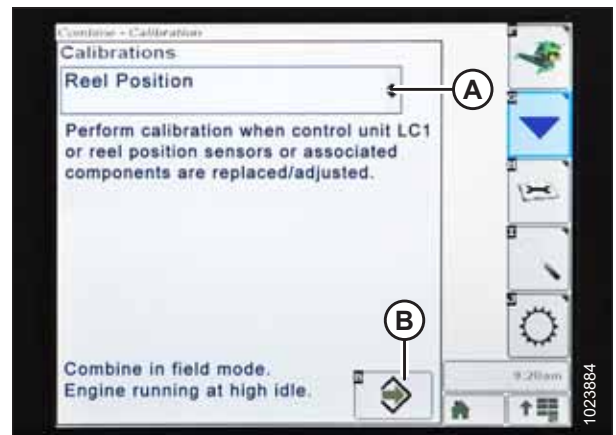 Combine - Calibration
Calibrations
Reel Position
A
Perform calibration when control unit LC1
or reel position sensors or associated
components are replaced/adjusted.
B
Combine in field mode.
Engine running at high idle.
9:20am
1023884